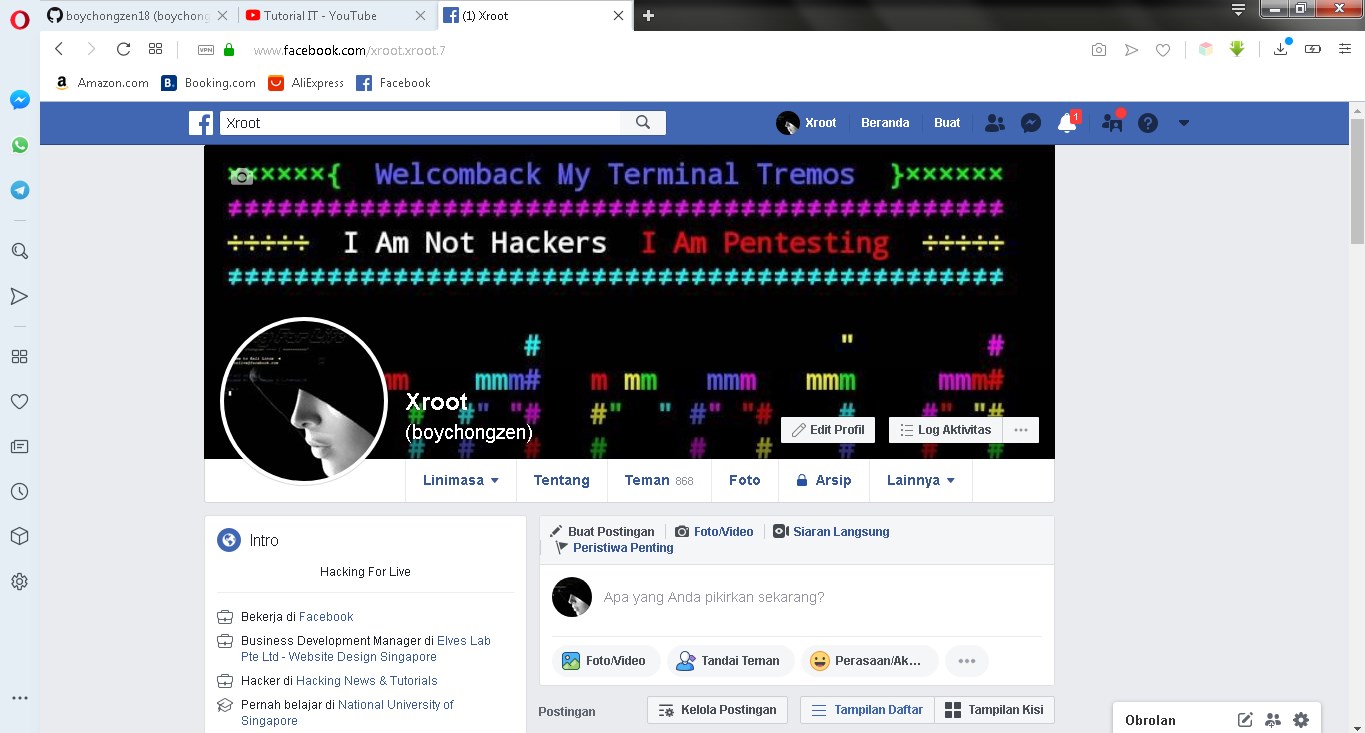 boychongzen18 (boychong
Tutorial IT - YouTube
(1) Xroot
VPN
www.facebook.com/xroot.xroot.7
Amazon.com
B. Booking.com
AliExpress
Facebook
Xroot
Xroot
Beranda
Buat
1
××××××{ Welcomback My Terminal Tremos }××××××
###############################################
÷÷÷÷÷ I Am Not Hackers I Am Pentesting ÷÷÷÷÷
###############################################
Xroot
(boychongzen)
Edit Profil
Log Aktivitas
Linimasa
Tentang
Teman 868
Foto
Arsip
Lainnya
Intro
Hacking For Live
Bekerja di Facebook
Business Development Manager di Elves Lab
Pte Ltd - Website Design Singapore
Hacker di Hacking News & Tutorials
Pernah belajar di National University of
Singapore
Buat Postingan
Foto/Video
Siaran Langsung
Peristiwa Penting
Apa yang Anda pikirkan sekarang?
Foto/Video
Tandai Teman
Perasaan/Ak...
Postingan
Kelola Postingan
Tampilan Daftar
Tampilan Kisi
Obrolan